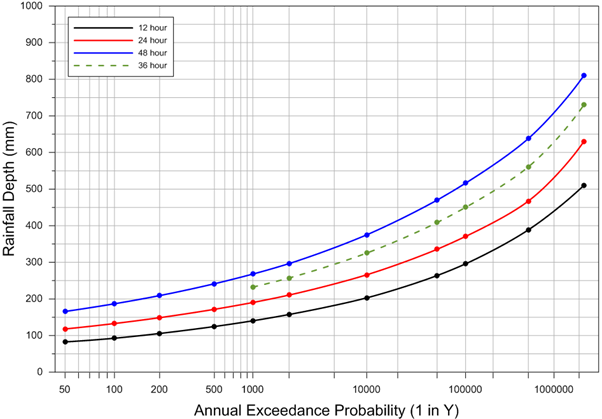 1000
900
800
700
600
500
400
300
200
100
0
Rainfall Depth (mm)
12 hour
24 hour
48 hour
36 hour
50 100 200 500 1000 10000 100000 1000000
Annual Exceedance Probability (1 in Y)